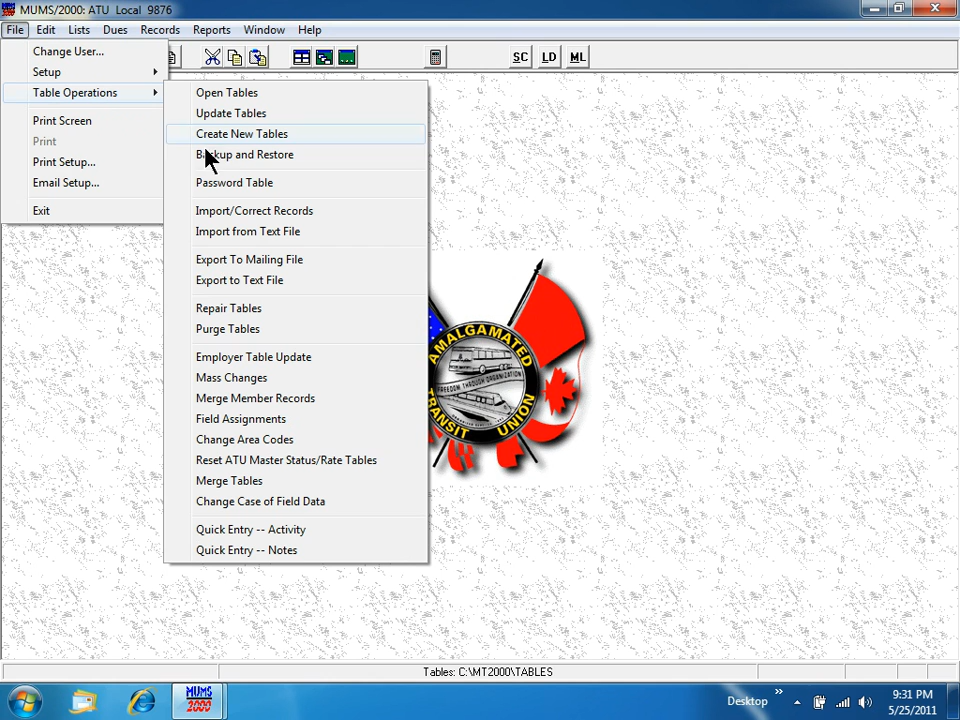 MUMS/2000: ATU Local 9876
File Edit Lists Dues Records Reports Window Help
SC LD ML
Change User...
Setup
Table Operations
Print Screen
Print
Print Setup...
Email Setup...
Exit
Open Tables
Update Tables
Create New Tables
Backup and Restore
Password Table
Import/Correct Records
Import from Text File
Export To Mailing File
Export to Text File
Repair Tables
Purge Tables
Employer Table Update
Mass Changes
Merge Member Records
Field Assignments
Change Area Codes
Reset ATU Master Status/Rate Tables
Merge Tables
Change Case of Field Data
Quick Entry -- Activity
Quick Entry -- Notes
AMALGAMATED
FREEDOM THROUGH ORGANIZATION
TRANSIT UNION
Tables: C:\MT2000\TABLES
MUMS
2000
Desktop
9:31 PM
5/25/2011